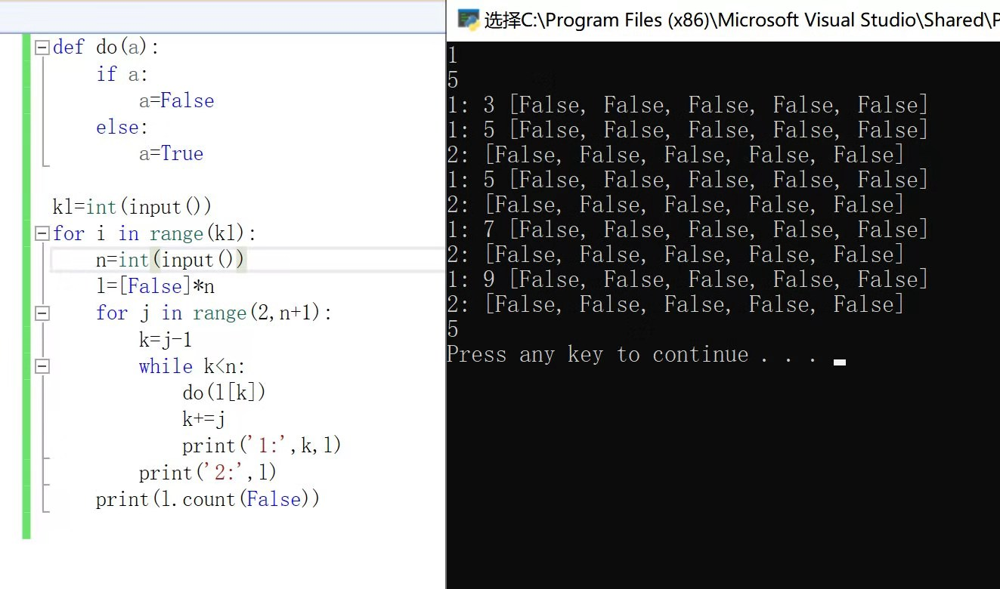 def do(a):
    if a:
        a=False
    else:
        a=True
kl=int(input())
for i in range(kl):
    n=int(input())
    l=[False]*n
    for j in range(2,n+1):
        k=j-1
        while k<n:
            do(l[k])
            k+=j
            print('1:',k,l)
        print('2:',l)
    print(l.count(False))
选择C:\Program Files (x86)\Microsoft Visual Studio\Shared\P
1
5
1: 3 [False, False, False, False, False]
1: 5 [False, False, False, False, False]
2: [False, False, False, False, False]
1: 5 [False, False, False, False, False]
2: [False, False, False, False, False]
1: 7 [False, False, False, False, False]
2: [False, False, False, False, False]
1: 9 [False, False, False, False, False]
2: [False, False, False, False, False]
5
Press any key to continue . . .